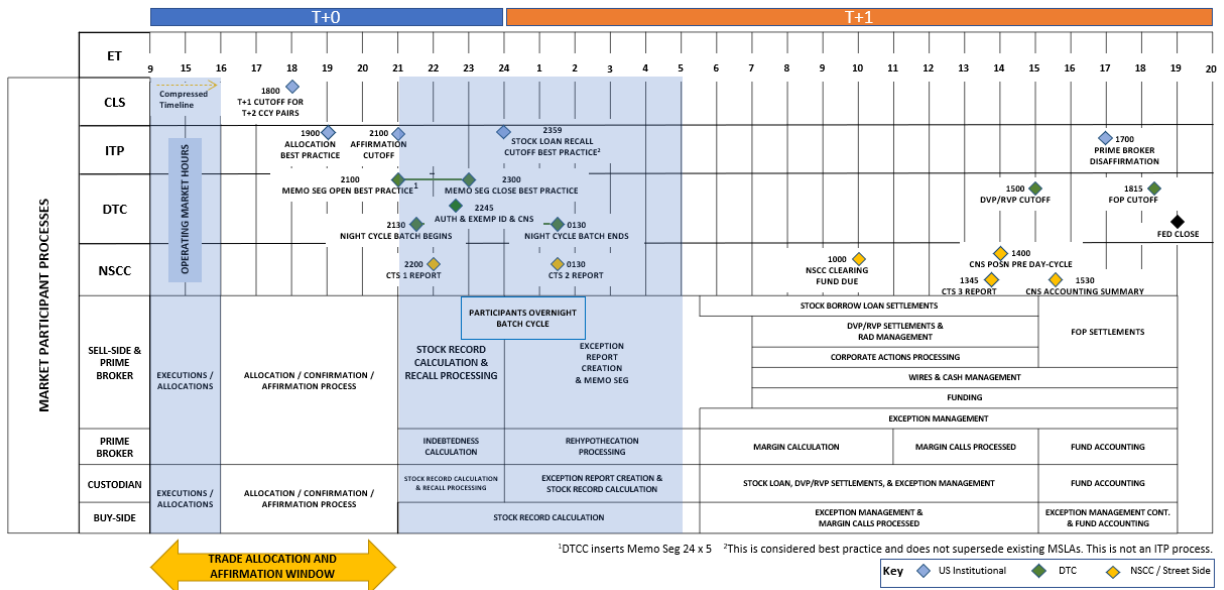 T+0
T+1
ET
9 15 16 17 18 19 20 21 22 23 24 1 2 3 4 5 6 7 8 9 10 11 12 13 14 15 16 17 18 19 20
MARKET PARTICIPANT PROCESSES
CLS
Compressed
Timeline
1800
T+1 CUTOFF FOR
T+2 CCY PAIRS
ITP
OPERATING MARKET HOURS
1900
ALLOCATION
BEST PRACTICE
2100
AFFIRMATION
CUTOFF
2359
STOCK LOAN RECALL
CUTOFF BEST PRACTICE²
1700
PRIME BROKER
DISAFFIRMATION
DTC
2100
MEMO SEG OPEN BEST PRACTICE¹
2300
MEMO SEG CLOSE BEST PRACTICE
2245
AUTH & EXEMP ID & CNS
2130
NIGHT CYCLE BATCH BEGINS
0130
NIGHT CYCLE BATCH ENDS
1500
DVP/RVP CUTOFF
1815
FOP CUTOFF
FED CLOSE
NSCC
2200
CTS 1 REPORT
0130
CTS 2 REPORT
1000
NSCC CLEARING
FUND DUE
1400
CNS POSN PRE DAY-CYCLE
1345
CTS 3 REPORT
1530
CNS ACCOUNTING SUMMARY
SELL-SIDE &
PRIME
BROKER
EXECUTIONS /
ALLOCATIONS
ALLOCATION / CONFIRMATION /
AFFIRMATION PROCESS
PARTICIPANTS OVERNIGHT
BATCH CYCLE
STOCK RECORD
CALCULATION &
RECALL PROCESSING
EXCEPTION
REPORT
CREATION
& MEMO SEG
STOCK BORROW LOAN SETTLEMENTS
DVP/RVP SETTLEMENTS &
RAD MANAGEMENT
CORPORATE ACTIONS PROCESSING
FOP SETTLEMENTS
WIRES & CASH MANAGEMENT
FUNDING
EXCEPTION MANAGEMENT
PRIME
BROKER
INDEBTEDNESS
CALCULATION
REHYPOTHECATION
PROCESSING
MARGIN CALCULATION
MARGIN CALLS PROCESSED
FUND ACCOUNTING
CUSTODIAN
EXECUTIONS /
ALLOCATIONS
ALLOCATION / CONFIRMATION /
AFFIRMATION PROCESS
STOCK RECORD CALCULATION
& RECALL PROCESSING
EXCEPTION REPORT CREATION &
STOCK RECORD CALCULATION
STOCK LOAN, DVP/RVP SETTLEMENTS, & EXCEPTION MANAGEMENT
FUND ACCOUNTING
BUY-SIDE
STOCK RECORD CALCULATION
EXCEPTION MANAGEMENT &
MARGIN CALLS PROCESSED
EXCEPTION MANAGEMENT CONT.
& FUND ACCOUNTING
TRADE ALLOCATION AND
AFFIRMATION WINDOW
¹DTCC inserts Memo Seg 24 x 5 ²This is considered best practice and does not supersede existing MSLAs. This is not an ITP process.
Key US Institutional DTC NSCC / Street Side